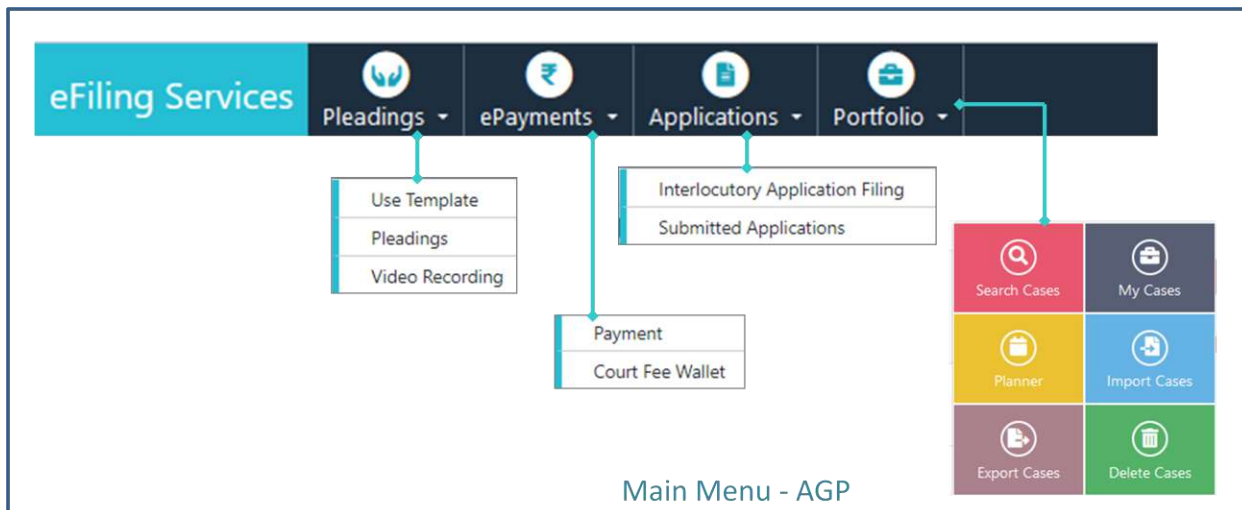 eFiling Services
Pleadings
ePayments
Applications
Portfolio
Use Template
Pleadings
Video Recording
Payment
Court Fee Wallet
Interlocutory Application Filing
Submitted Applications
Search Cases
My Cases
Planner
Import Cases
Export Cases
Delete Cases
Main Menu - AGP